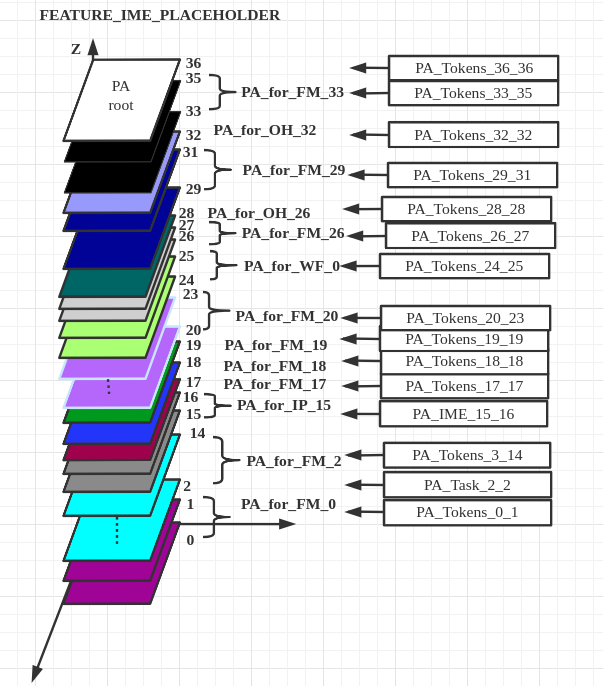 FEATURE_IME_PLACEHOLDER
Z
PA
root
36
35
33
32
31
29
28
27
26
25
24
23
20
19
18
17
16
15
14
2
1
0
PA_for_FM_33
PA_for_OH_32
PA_for_FM_29
PA_for_OH_26
PA_for_FM_26
PA_for_WF_0
PA_for_FM_20
PA_for_FM_19
PA_for_FM_18
PA_for_FM_17
PA_for_IP_15
PA_for_FM_2
PA_for_FM_0
PA_Tokens_36_36
PA_Tokens_33_35
PA_Tokens_32_32
PA_Tokens_29_31
PA_Tokens_28_28
PA_Tokens_26_27
PA_Tokens_24_25
PA_Tokens_20_23
PA_Tokens_19_19
PA_Tokens_18_18
PA_Tokens_17_17
PA_IME_15_16
PA_Tokens_3_14
PA_Task_2_2
PA_Tokens_0_1